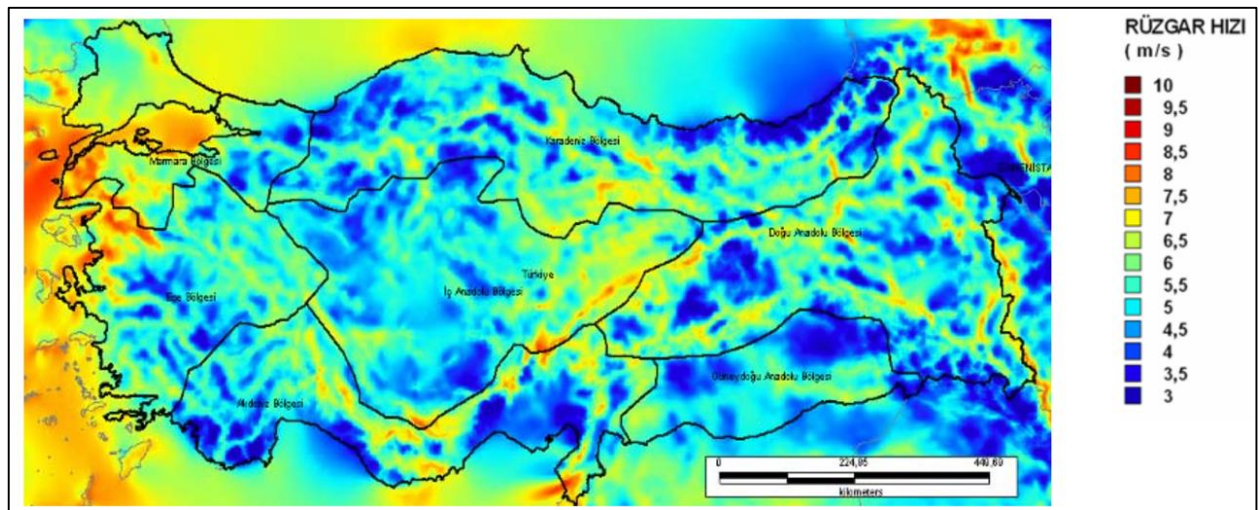 RÜZGAR HIZI
( m/s )
10
9,5
9
8,5
8
7,5
7
6,5
6
5,5
5
4,5
4
3,5
3
Karadeniz Bölgesi
Marmara Bölgesi
Doğu Anadolu Bölgesi
Türkiye
İç Anadolu Bölgesi
Ege Bölgesi
Güneydoğu Anadolu Bölgesi
Akdeniz Bölgesi
0
224,85
449,69
kilometers